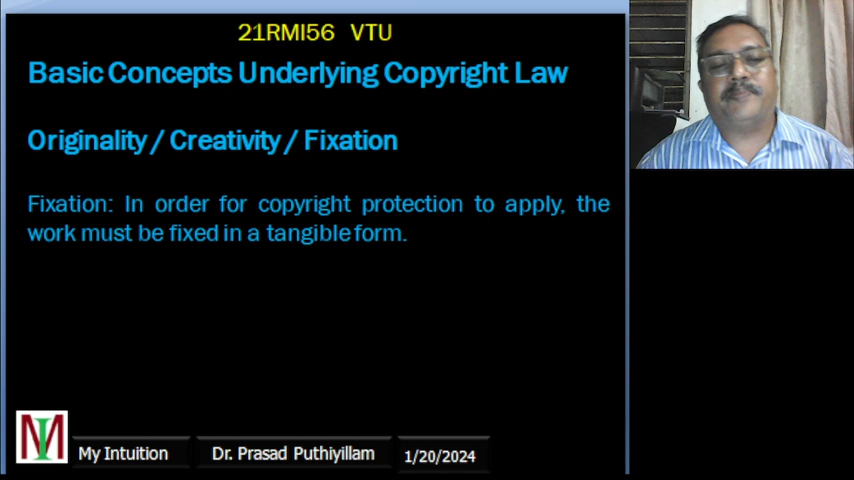 21RMI56 VTU
Basic Concepts Underlying Copyright Law
Originality / Creativity / Fixation
Fixation: In order for copyright protection to apply, the
work must be fixed in a tangible form.
MI
My Intuition
Dr. Prasad Puthiyillam
1/20/2024